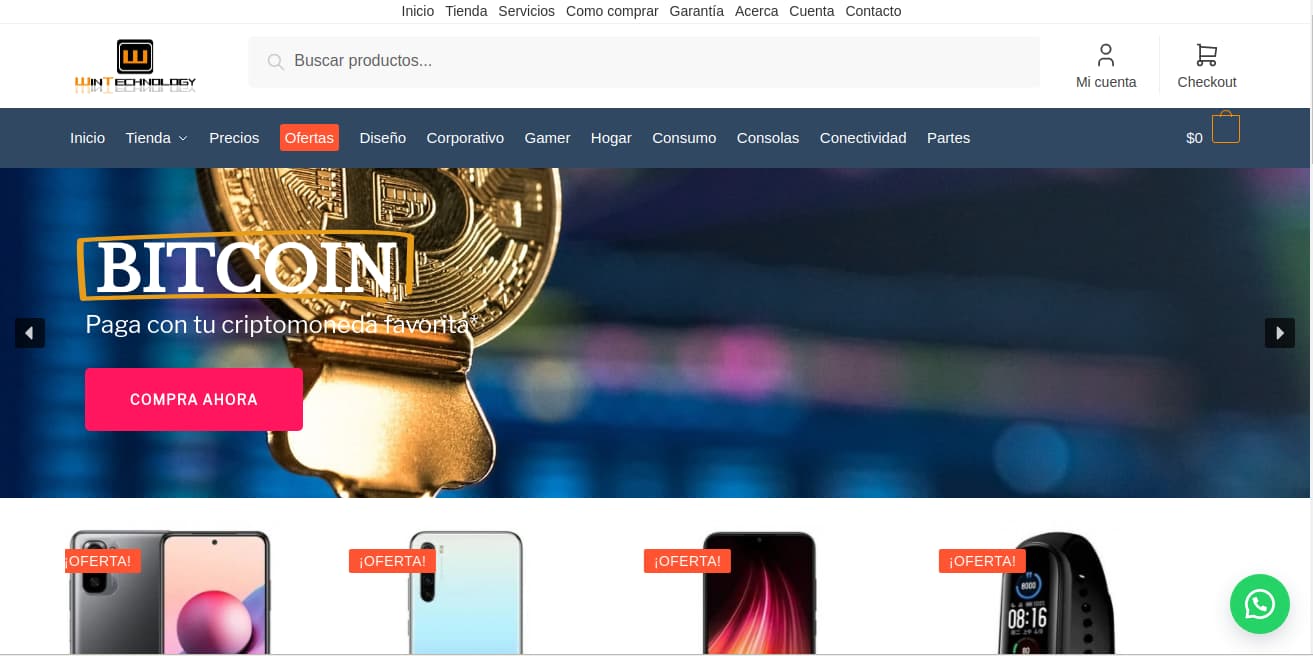 Inicio Tienda Servicios Como comprar Garantía Acerca Cuenta Contacto
WinTechnology
Buscar productos...
Mi cuenta
Checkout
Inicio Tienda Precios Ofertas Diseño Corporativo Gamer Hogar Consumo Consolas Conectividad Partes $0
BITCOIN
Paga con tu criptomoneda favorita*
COMPRA AHORA
¡OFERTA! ¡OFERTA! ¡OFERTA! ¡OFERTA!
8000
08:16
80